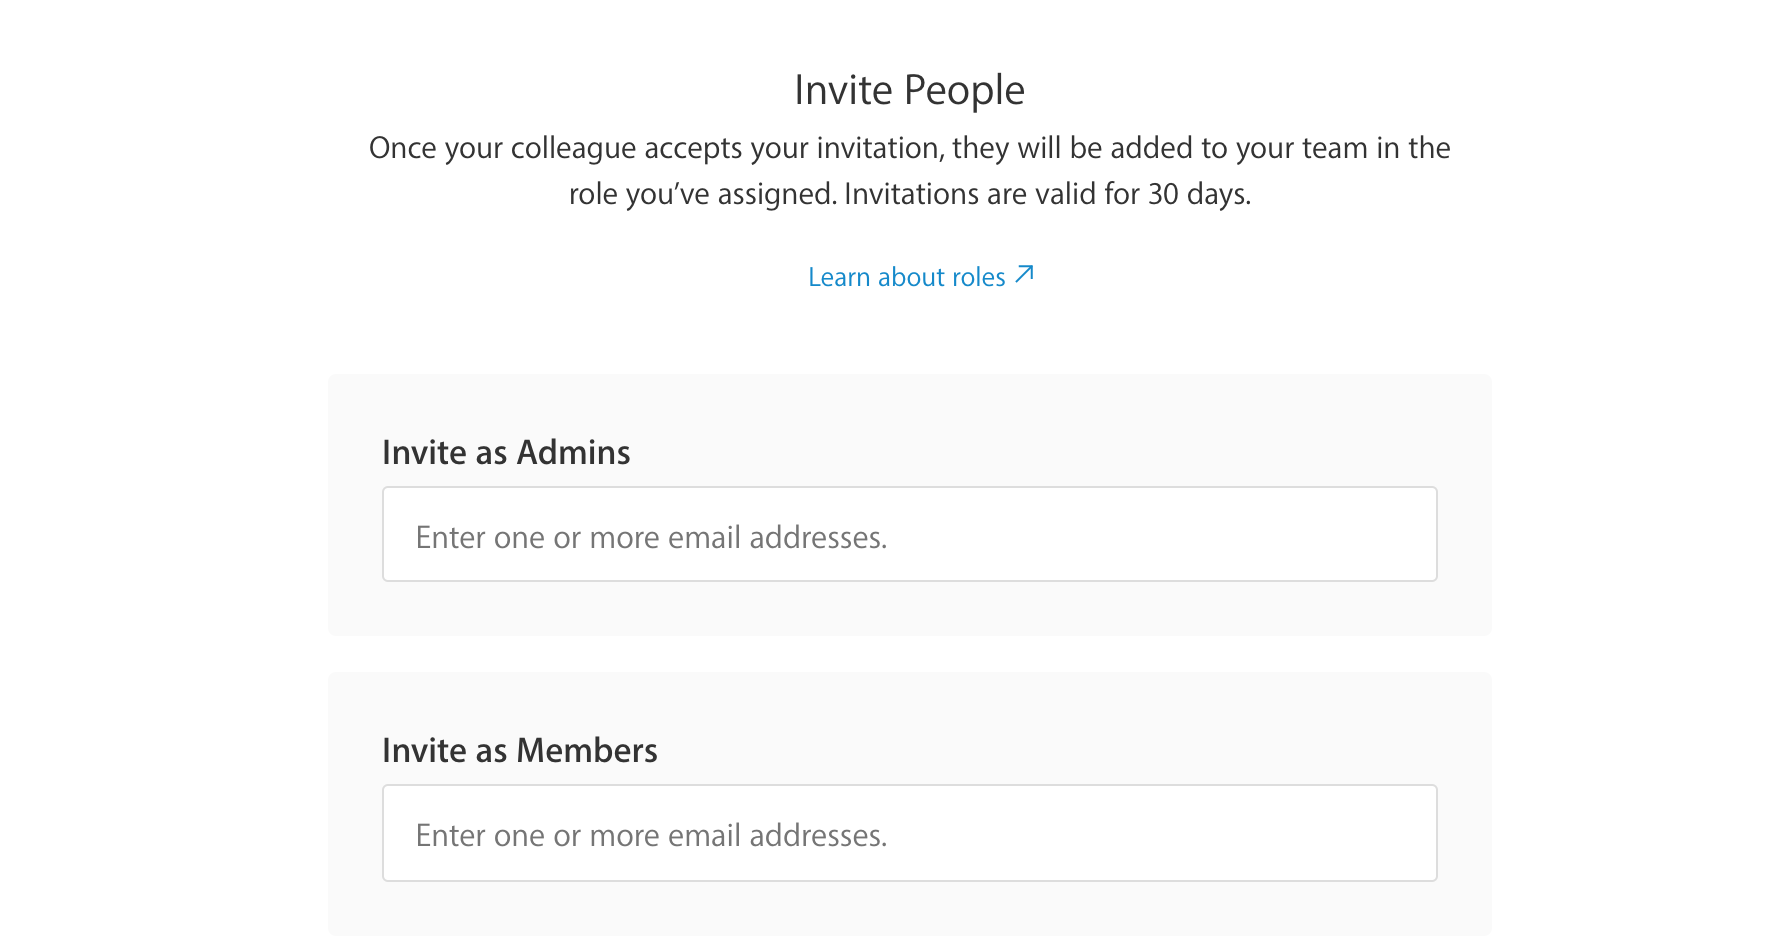 Invite People
Once your colleague accepts your invitation, they will be added to your team in the
role you’ve assigned. Invitations are valid for 30 days.
Learn about roles
Invite as Admins
Enter one or more email addresses.
Invite as Members
Enter one or more email addresses.